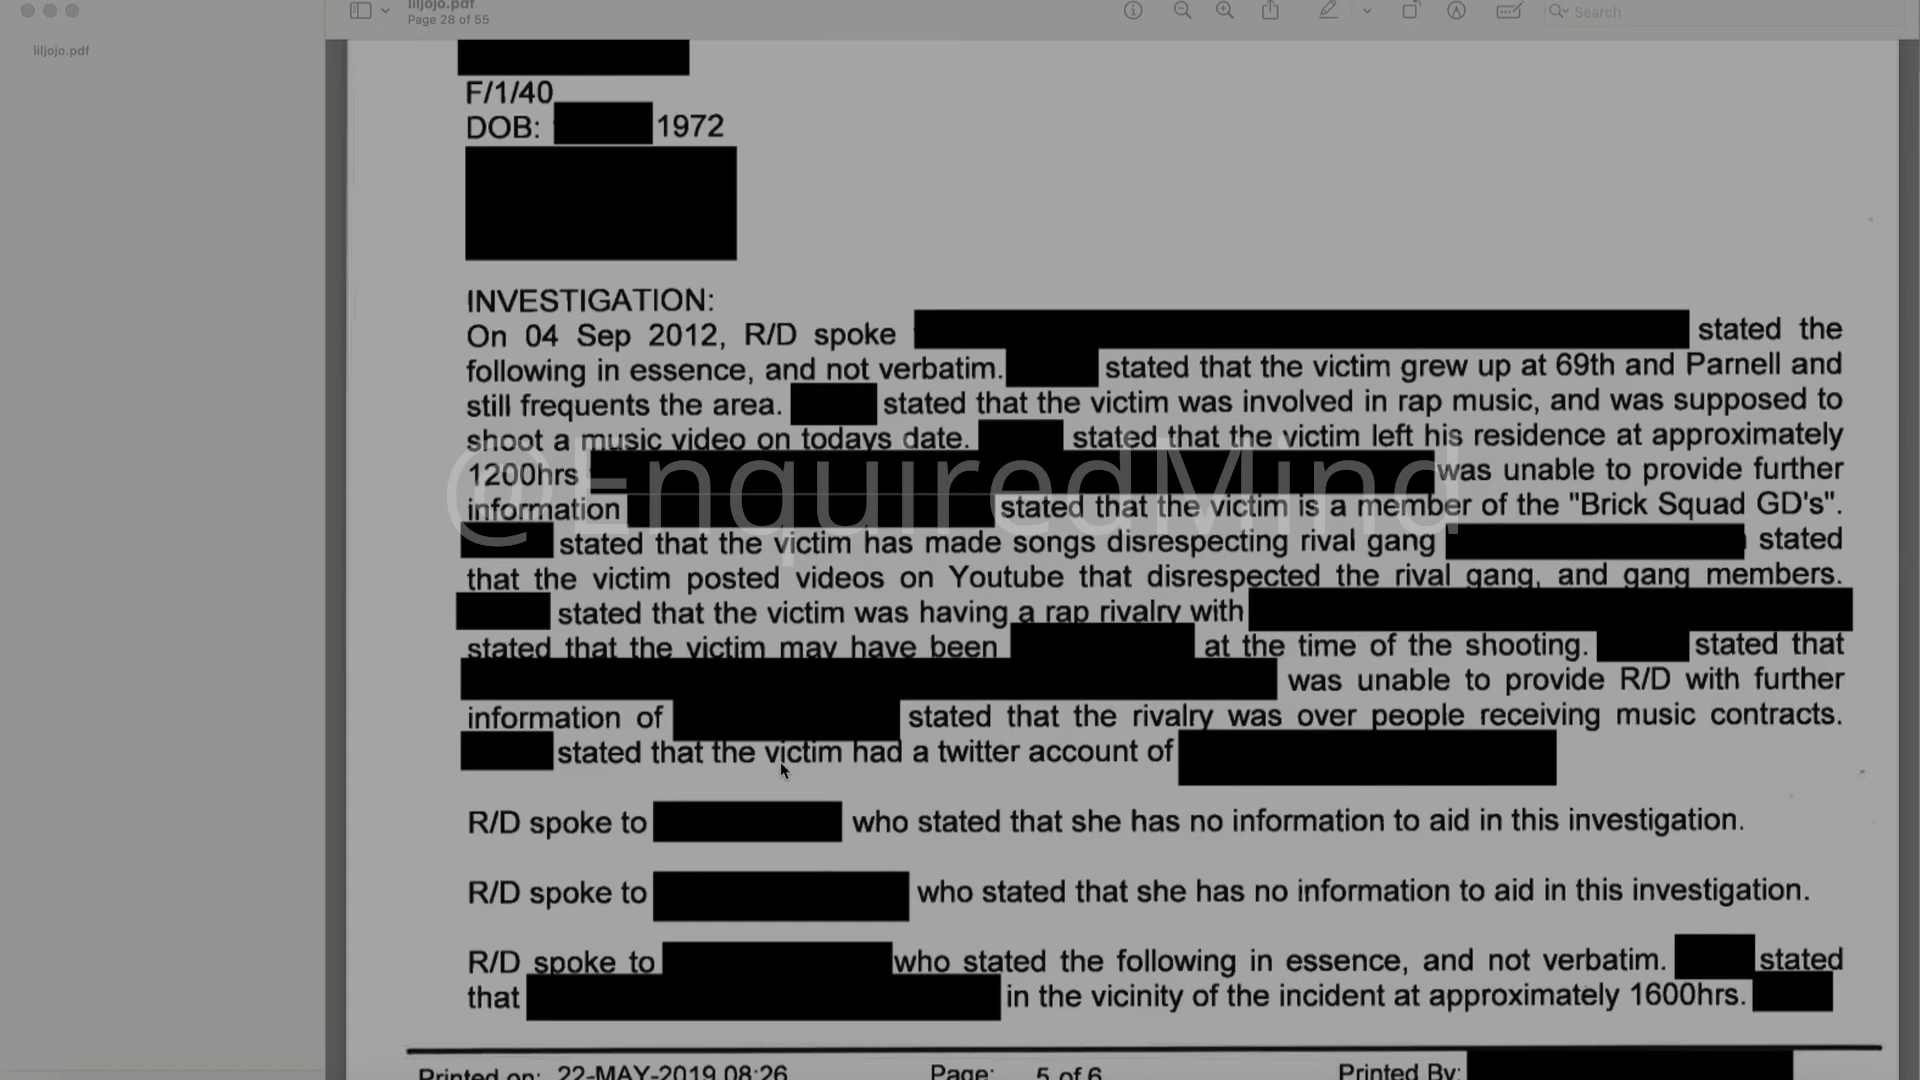 liljojo.pdf
Page 28 of 55
Search
liljojo.pdf
F/1/40
DOB: 1972
INVESTIGATION:
On 04 Sep 2012, R/D spoke stated the
following in essence, and not verbatim. stated that the victim grew up at 69th and Parnell and
still frequents the area. stated that the victim was involved in rap music, and was supposed to
shoot a music video on todays date. stated that the victim left his residence at approximately
1200hrs was unable to provide further
information stated that the victim is a member of the "Brick Squad GD's".
stated that the victim has made songs disrespecting rival gang stated
that the victim posted videos on Youtube that disrespected the rival gang, and gang members.
stated that the victim was having a rap rivalry with
stated that the victim may have been at the time of the shooting. stated that
was unable to provide R/D with further
information of stated that the rivalry was over people receiving music contracts.
stated that the victim had a twitter account of
R/D spoke to who stated that she has no information to aid in this investigation.
R/D spoke to who stated that she has no information to aid in this investigation.
R/D spoke to who stated the following in essence, and not verbatim. stated
that in the vicinity of the incident at approximately 1600hrs.
Printed on: 22-MAY-2019 08:26 Page: 5 of 6 Printed By:
@EnquiredMind